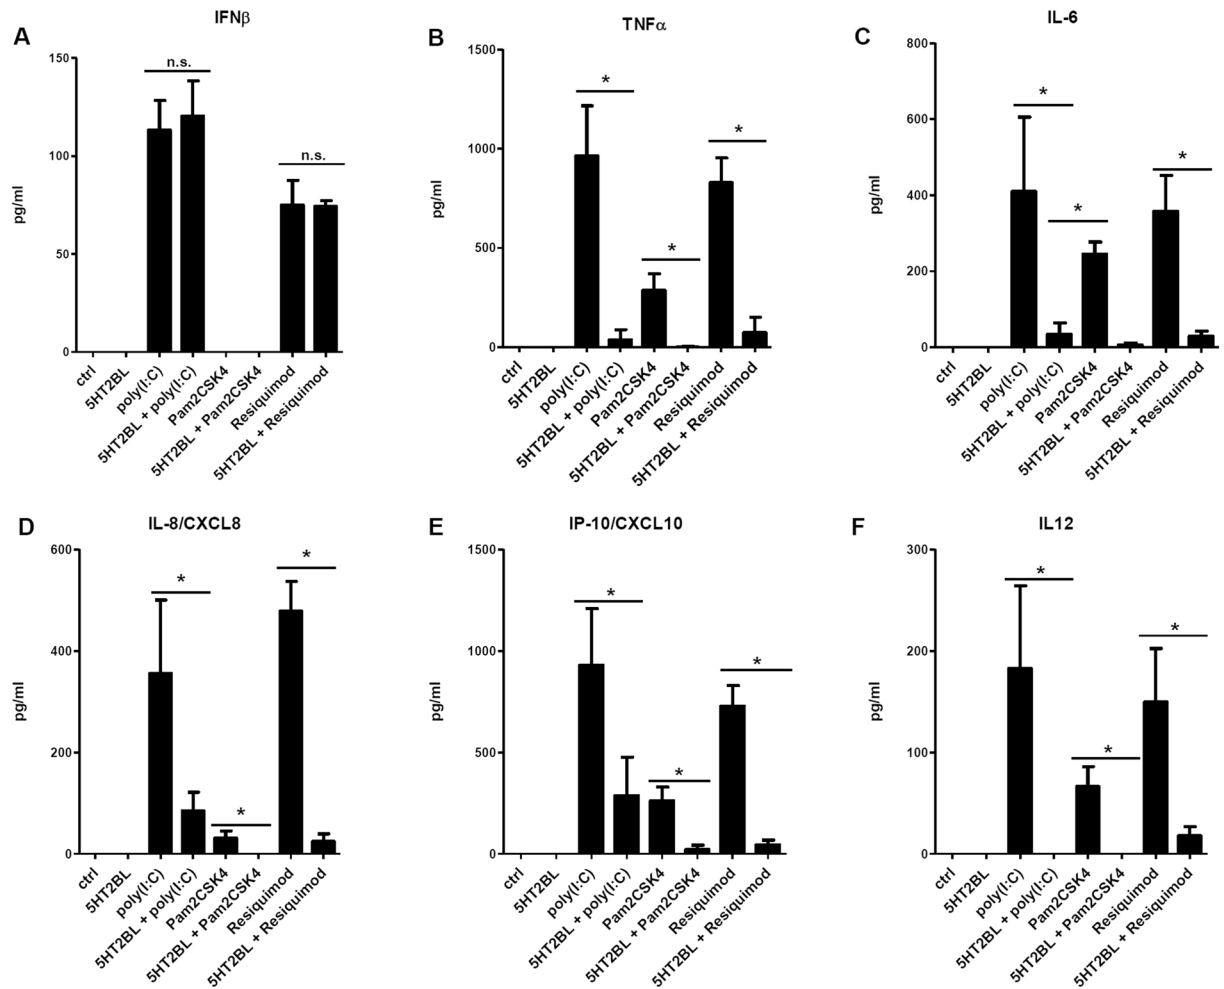 A
IFNβ
pg/ml
150
100
50
0
n.s.
n.s.
ctrl
5HT2BL
poly(I:C)
5HT2BL + poly(I:C)
Pam2CSK4
5HT2BL + Pam2CSK4
Resiquimod
5HT2BL + Resiquimod
B
TNFα
pg/ml
1500
1000
500
0
*
*
*
ctrl
5HT2BL
poly(I:C)
5HT2BL + poly(I:C)
Pam2CSK4
5HT2BL + Pam2CSK4
Resiquimod
5HT2BL + Resiquimod
C
IL-6
pg/ml
800
600
400
200
0
*
*
*
ctrl
5HT2BL
poly(I:C)
5HT2BL + poly(I:C)
Pam2CSK4
5HT2BL + Pam2CSK4
Resiquimod
5HT2BL + Resiquimod
D
IL-8/CXCL8
pg/ml
600
400
200
0
*
*
*
ctrl
5HT2BL
poly(I:C)
5HT2BL + poly(I:C)
Pam2CSK4
5HT2BL + Pam2CSK4
Resiquimod
5HT2BL + Resiquimod
E
IP-10/CXCL10
pg/ml
1500
1000
500
0
*
*
*
ctrl
5HT2BL
poly(I:C)
5HT2BL + poly(I:C)
Pam2CSK4
5HT2BL + Pam2CSK4
Resiquimod
5HT2BL + Resiquimod
F
IL12
pg/ml
300
200
100
0
*
*
*
ctrl
5HT2BL
poly(I:C)
5HT2BL + poly(I:C)
Pam2CSK4
5HT2BL + Pam2CSK4
Resiquimod
5HT2BL + Resiquimod